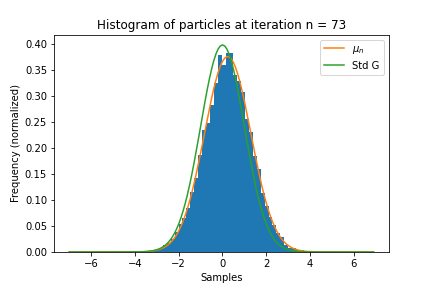 Histogram of particles at iteration n = 73
μn
Std G
Frequency (normalized)
0.40
0.35
0.30
0.25
0.20
0.15
0.10
0.05
0.00
−6 −4 −2 0 2 4 6
Samples